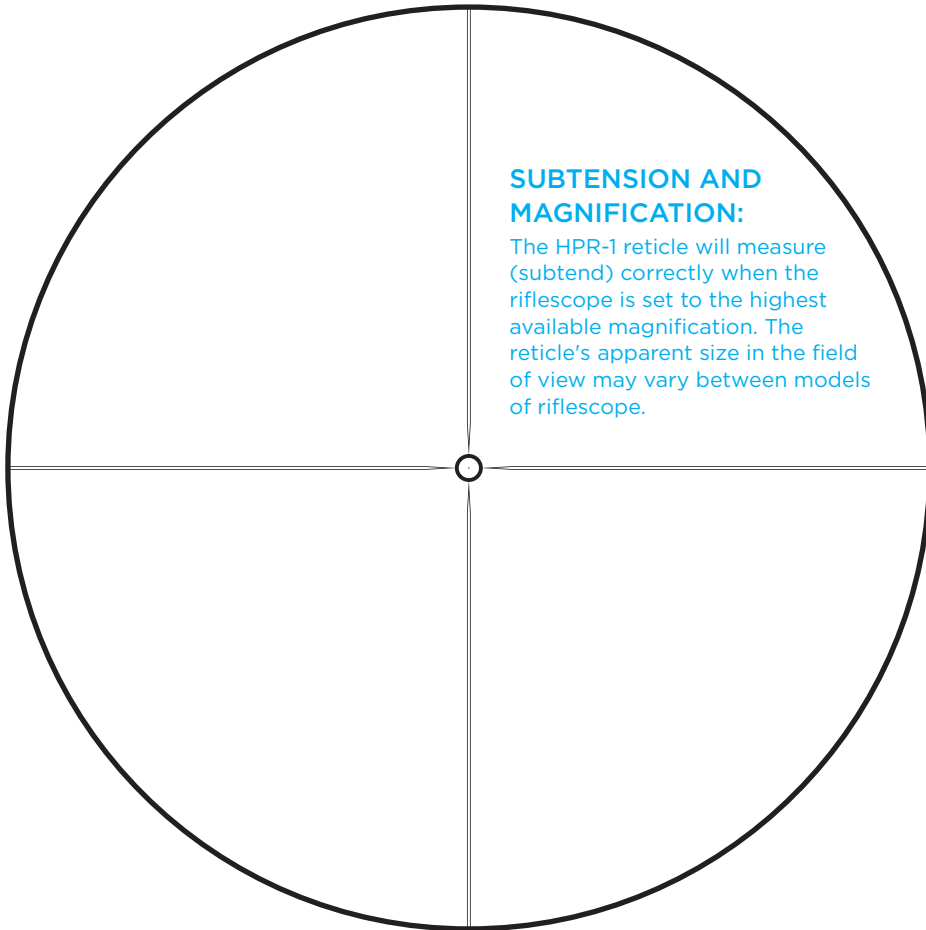 SUBTENSION AND
MAGNIFICATION:
The HPR-1 reticle will measure
(subtend) correctly when the
riflescope is set to the highest
available magnification. The
reticle's apparent size in the field
of view may vary between models
of riflescope.